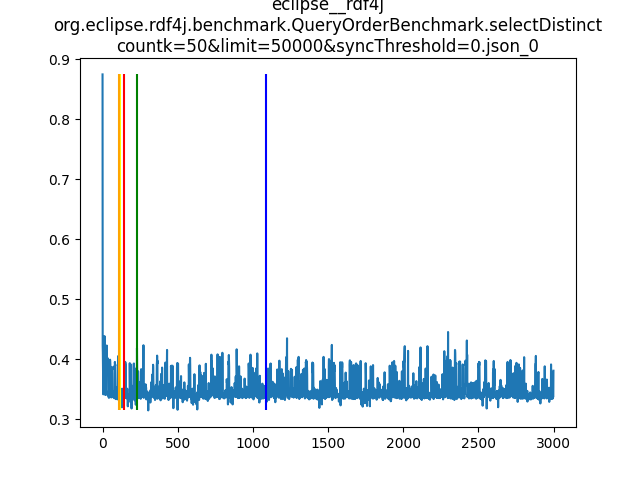 eclipse__rdf4j
org.eclipse.rdf4j.benchmark.QueryOrderBenchmark.selectDistinct
countk=50&limit=50000&syncThreshold=0.json_0
0.9
0.8
0.7
0.6
0.5
0.4
0.3
0 500 1000 1500 2000 2500 3000